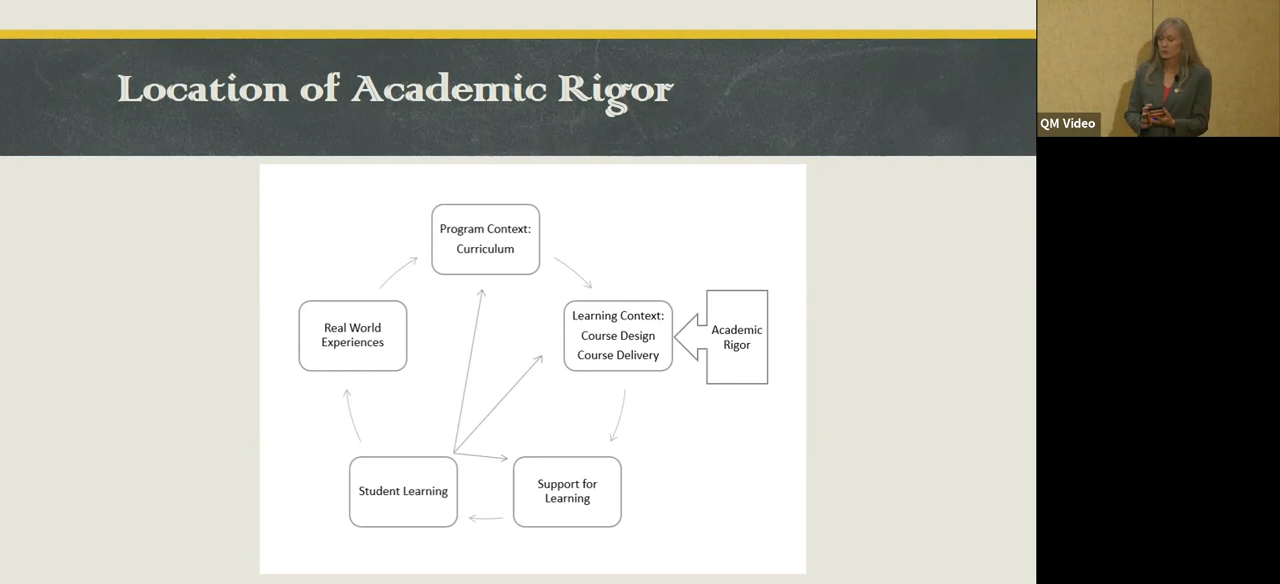 Location of Academic Rigor
QM Video
Program Context:
Curriculum
Real World
Experiences
Learning Context:
Course Design
Course Delivery
Academic
Rigor
Student Learning
Support for
Learning